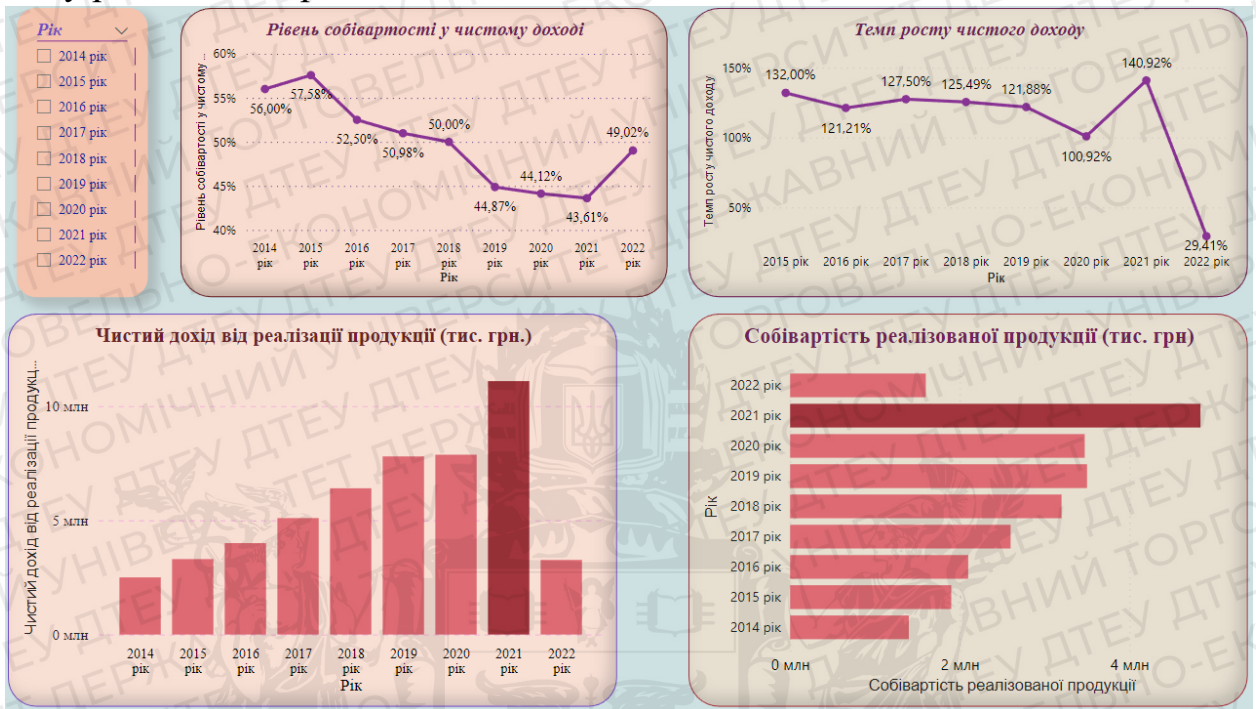 Рік
2014 рік
2015 рік
2016 рік
2017 рік
2018 рік
2019 рік
2020 рік
2021 рік
2022 рік
Рівень собівартості у чистому доході
Рівень собівартості у чистому ...
60%
55%
50%
45%
40%
56,00%
57,58%
52,50%
50,98%
50,00%
44,87%
44,12%
43,61%
49,02%
2014 2015 2016 2017 2018 2019 2020 2021 2022
рік рік рік рік рік рік рік рік рік
Рік
Темп росту чистого доходу
Темп росту чистого доходу
150%
100%
50%
132,00%
121,21%
127,50%
125,49%
121,88%
100,92%
140,92%
29,41%
2015 рік 2016 рік 2017 рік 2018 рік 2019 рік 2020 рік 2021 рік 2022 рік
Рік
Чистий дохід від реалізації продукції (тис. грн.)
Чистий дохід від реалізації продукц...
10 млн
5 млн
0 млн
2014 2015 2016 2017 2018 2019 2020 2021 2022
рік рік рік рік рік рік рік рік рік
Рік
Собівартість реалізованої продукції (тис. грн)
Рік
2022 рік
2021 рік
2020 рік
2019 рік
2018 рік
2017 рік
2016 рік
2015 рік
2014 рік
0 млн 2 млн 4 млн
Собівартість реалізованої продукції